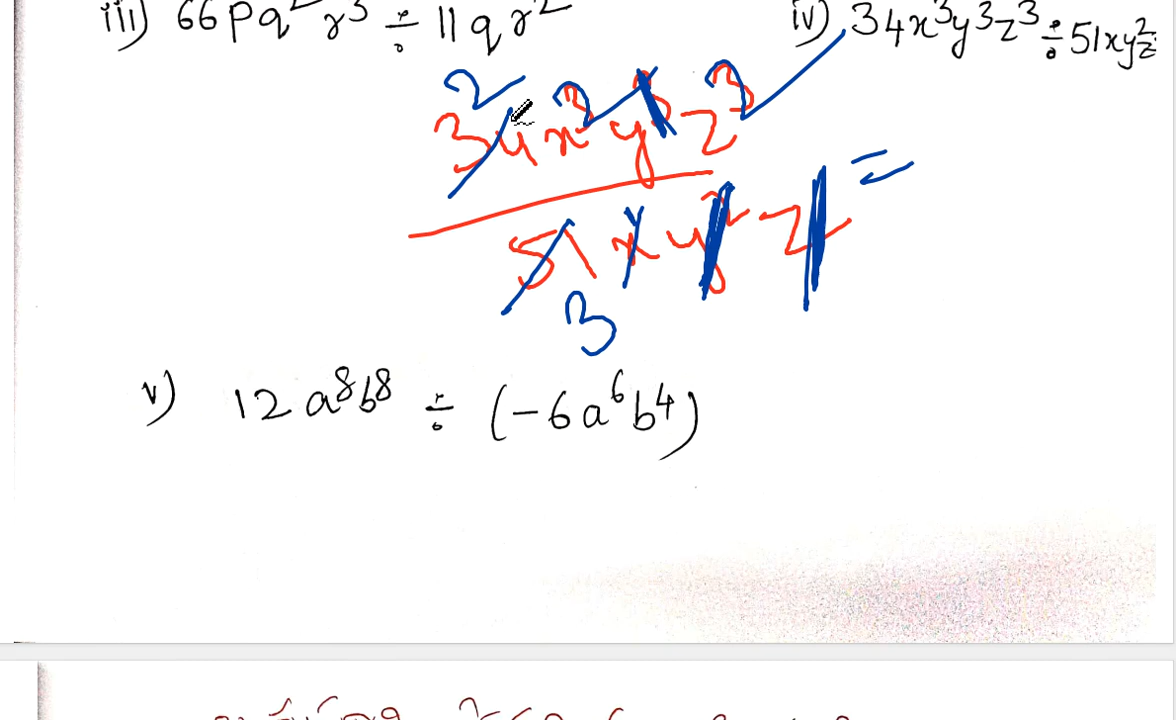 iii) 66pq²r³ ÷ 11qr²
iv) 34x³y³z³ ÷ 51xy²z
2
34x³y³z³ =
51xy²z
3
v) 12a⁸b⁸ ÷ (-6a⁶b⁴)